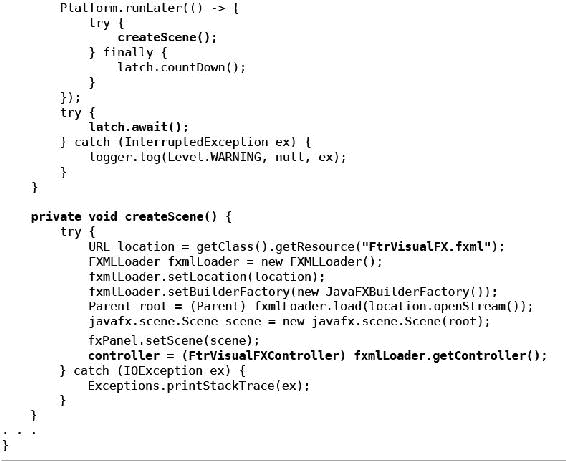 Platform.runLater(() -> {
            try {
                createScene();
            } finally {
                latch.countDown();
            }
        });
        try {
            latch.await();
        } catch (InterruptedException ex) {
            logger.log(Level.WARNING, null, ex);
        }
    }

    private void createScene() {
        try {
            URL location = getClass().getResource("FtrVisualFX.fxml");
            FXMLLoader fxmlLoader = new FXMLLoader();
            fxmlLoader.setLocation(location);
            fxmlLoader.setBuilderFactory(new JavaFXBuilderFactory());
            Parent root = (Parent) fxmlLoader.load(location.openStream());
            javafx.scene.Scene scene = new javafx.scene.Scene(root);
            fxPanel.setScene(scene);
            controller = (FtrVisualFXController) fxmlLoader.getController();
        } catch (IOException ex) {
            Exceptions.printStackTrace(ex);
        }
    }
. . .
}